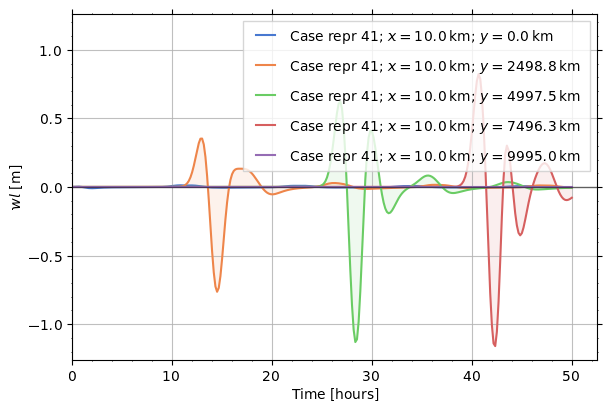 1.0
0.5
0.0
−0.5
−1.0
wl [m]
Case repr 41; x = 10.0 km; y = 0.0 km
Case repr 41; x = 10.0 km; y = 2498.8 km
Case repr 41; x = 10.0 km; y = 4997.5 km
Case repr 41; x = 10.0 km; y = 7496.3 km
Case repr 41; x = 10.0 km; y = 9995.0 km
0 10 20 30 40 50
Time [hours]